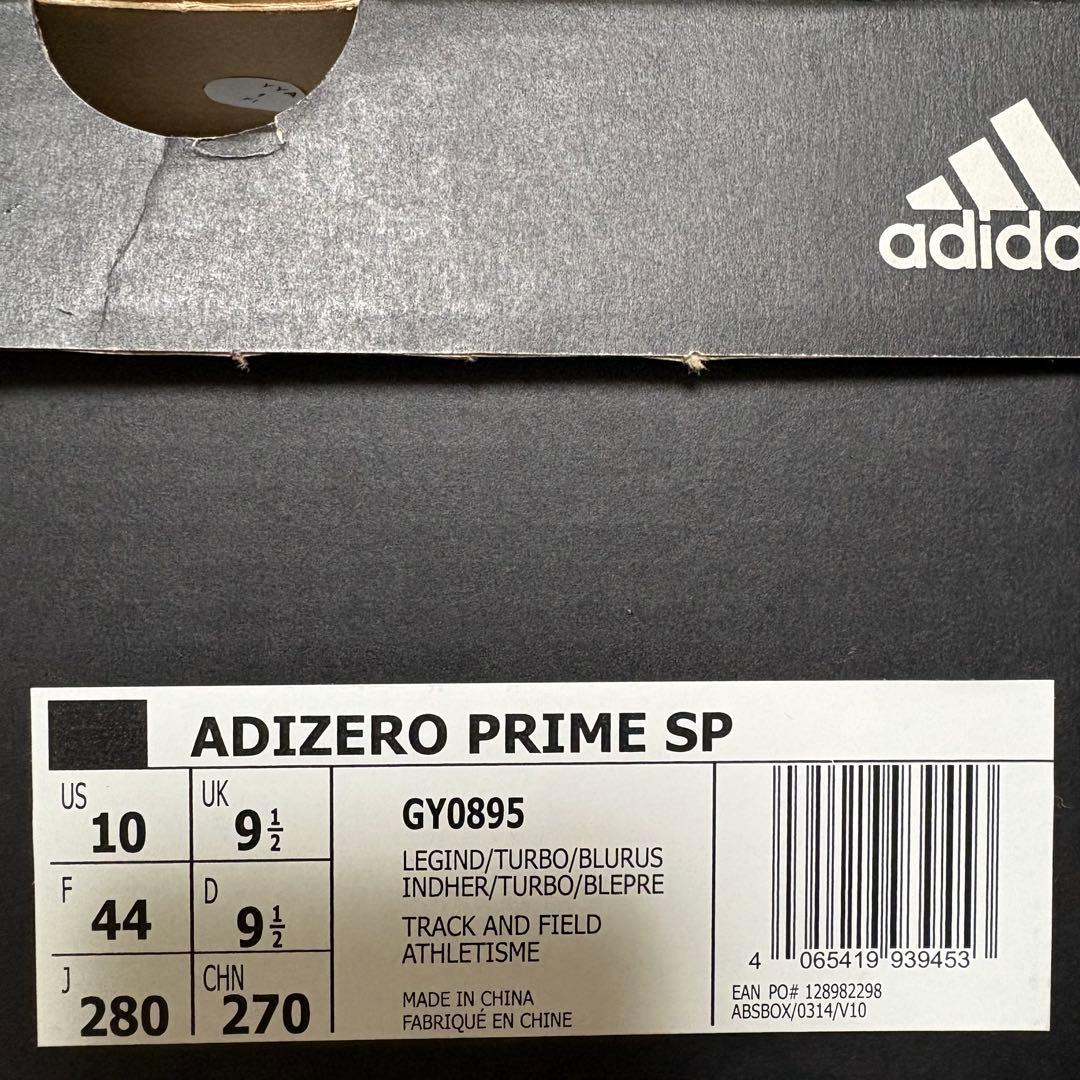 adida
ADIZERO PRIME SP
US 10
UK 9 1/2
F 44
D 9 1/2
J 280
CHN 270
GY0895
LEGIND/TURBO/BLURUS
INDHER/TURBO/BLEPRE
TRACK AND FIELD
ATHLETISME
MADE IN CHINA
FABRIQUÉ EN CHINE
4 065419 939453
EAN PO# 128982298
ABSBOX/0314/V10